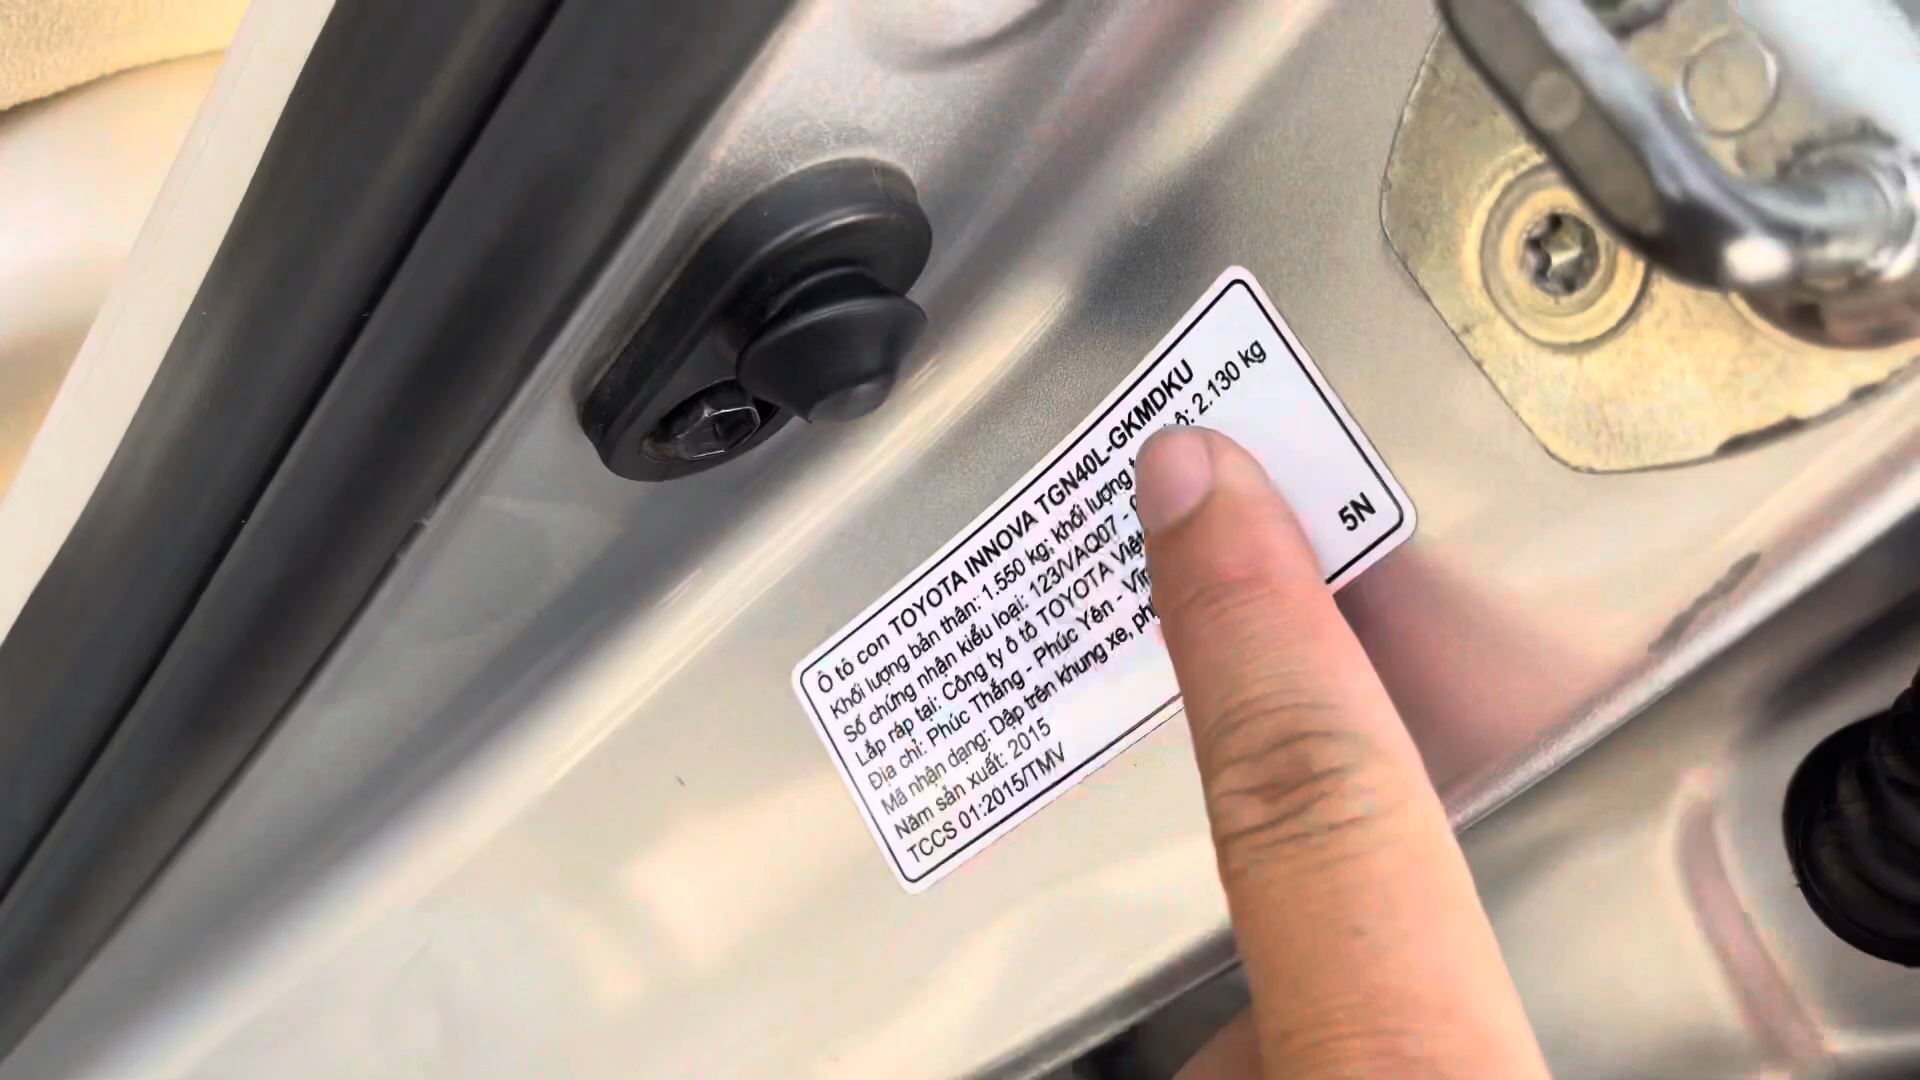 Ô tô con TOYOTA INNOVA TGN40L-GKMDKU
Khối lượng bản thân: 1.550 kg; khối lượng 2.130 kg
Số chứng nhận kiểu loại: 123/VAQ07 -
Lắp ráp tại: Công ty ô tô TOYOTA Việt
Địa chỉ: Phúc Thắng - Phúc Yên -
Mã nhận dạng: Dập trên khung xe,
Năm sản xuất: 2015
TCCS 01:2015/TMV
5N